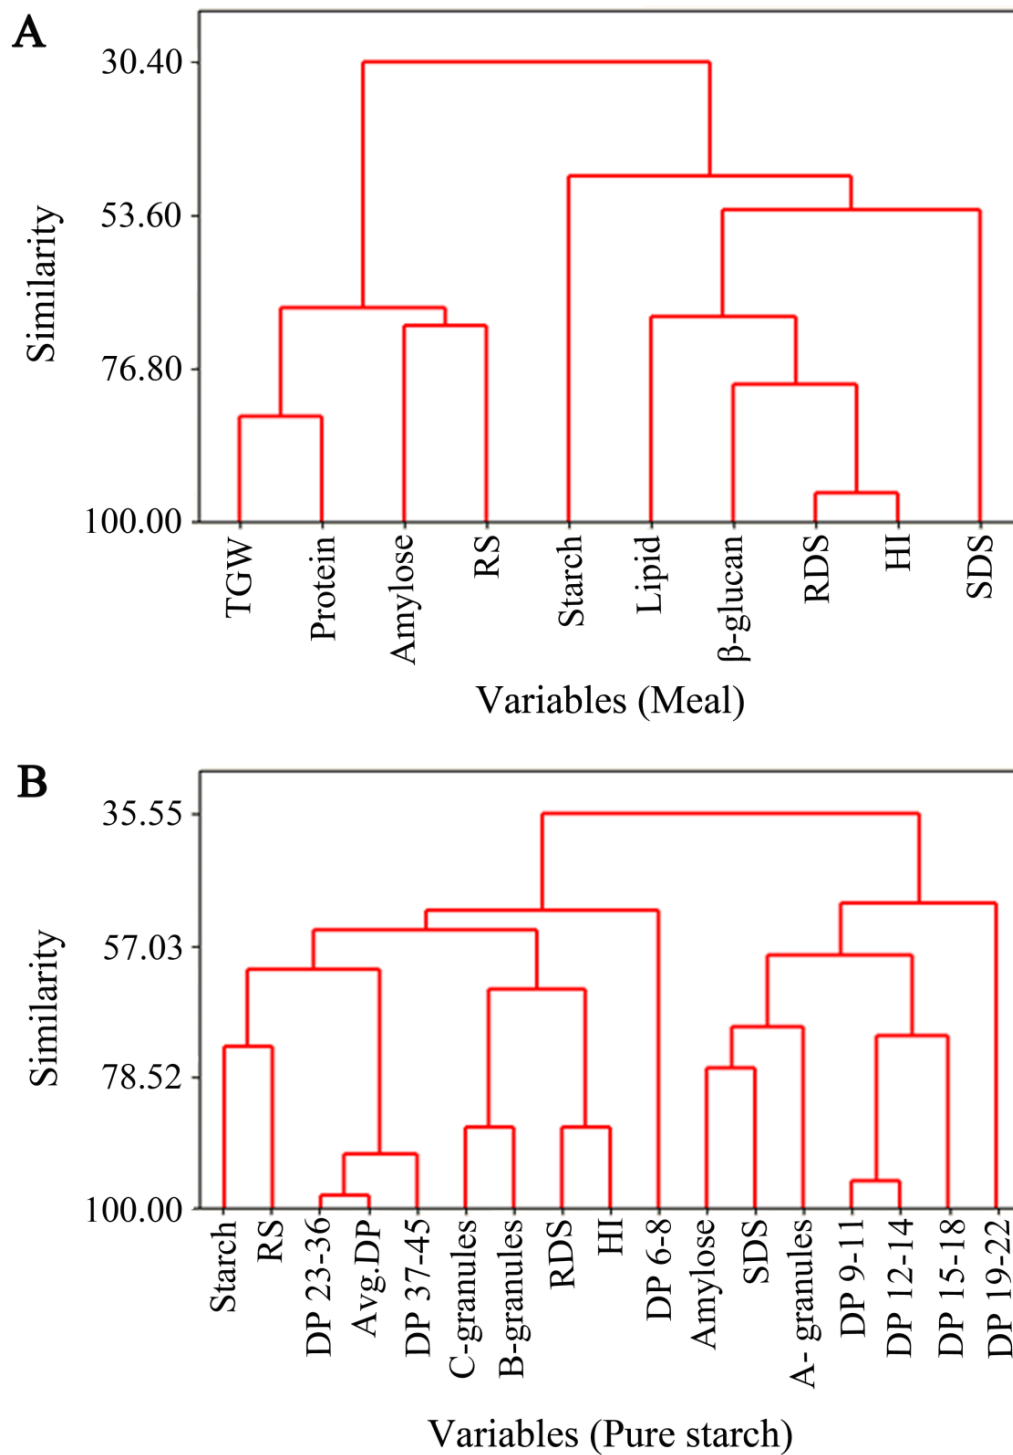 A
30.40
53.60
76.80
100.00
Similarity
TGW
Protein
Amylose
RS
Starch
Lipid
β-glucan
RDS
HI
SDS
Variables (Meal)
B
35.55
57.03
78.52
100.00
Similarity
Starch
RS
DP 23-36
Avg.DP
DP 37-45
C-granules
B-granules
RDS
HI
DP 6-8
Amylose
SDS
A- granules
DP 9-11
DP 12-14
DP 15-18
DP 19-22
Variables (Pure starch)